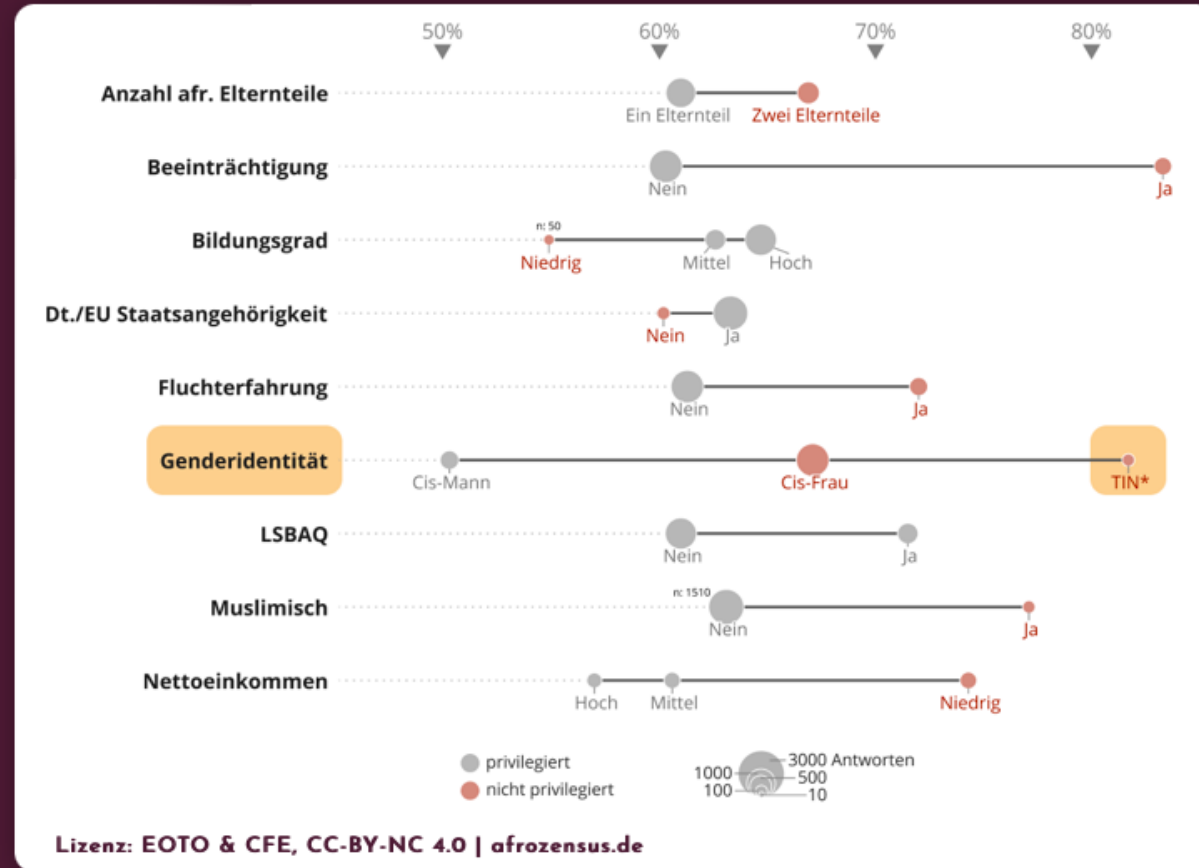 50% 60% 70% 80%
Anzahl afr. Elternteile
Ein Elternteil Zwei Elternteile
Beeinträchtigung
Nein Ja
n: 50
Bildungsgrad
Niedrig Mittel Hoch
Dt./EU Staatsangehörigkeit
Nein Ja
Fluchterfahrung
Nein Ja
Genderidentität
Cis-Mann Cis-Frau TIN*
LSBAQ
Nein Ja
n: 1510
Muslimisch
Nein Ja
Nettoeinkommen
Hoch Mittel Niedrig
privilegiert
nicht privilegiert
3000 Antworten
1000 500
100 10
Lizenz: EOTO & CFE, CC-BY-NC 4.0 | afrozensus.de